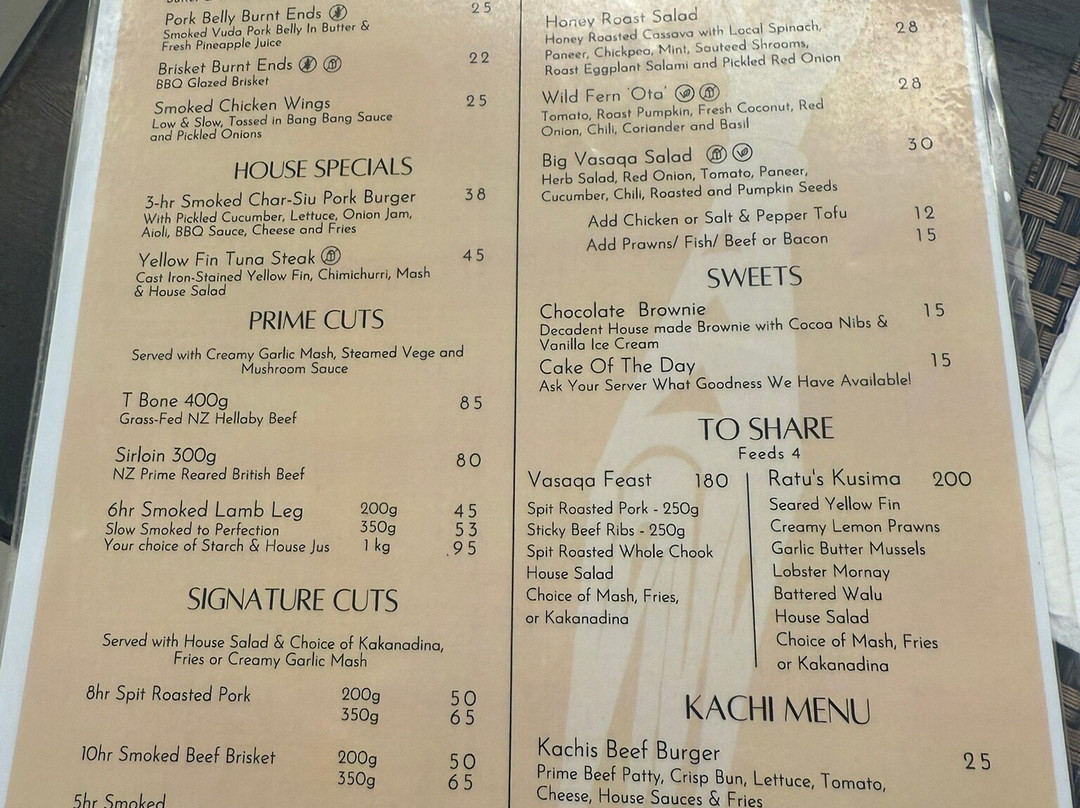 Pork Belly Burnt Ends 25
Smoked Vuda Pork Belly In Butter &
Fresh Pineapple Juice
Brisket Burnt Ends 22
BBQ Glazed Brisket
Smoked Chicken Wings 25
Low & Slow, Tossed in Bang Bang Sauce
and Pickled Onions
HOUSE SPECIALS
3-hr Smoked Char-Siu Pork Burger 38
With Pickled Cucumber, Lettuce, Onion Jam,
Aioli, BBQ Sauce, Cheese and Fries
Yellow Fin Tuna Steak 45
Cast Iron-Stained Yellow Fin, Chimichurri, Mash
& House Salad
PRIME CUTS
Served with Creamy Garlic Mash, Steamed Vege and
Mushroom Sauce
T Bone 400g 85
Grass-Fed NZ Hellaby Beef
Sirloin 300g 80
NZ Prime Reared British Beef
6hr Smoked Lamb Leg 200g 45
Slow Smoked to Perfection 350g 53
Your choice of Starch & House Jus 1 kg .95
SIGNATURE CUTS
Served with House Salad & Choice of Kakanadina,
Fries or Creamy Garlic Mash
8hr Spit Roasted Pork 200g 50
350g 65
10hr Smoked Beef Brisket 200g 50
350g 65
5hr Smoked
Honey Roast Salad 28
Honey Roasted Cassava with Local Spinach,
Paneer, Chickpea, Mint, Sauteed Shrooms,
Roast Eggplant Salami and Pickled Red Onion
Wild Fern 'Ota' 28
Tomato, Roast Pumpkin, Fresh Coconut, Red
Onion, Chili, Coriander and Basil
Big Vasaqa Salad 30
Herb Salad, Red Onion, Tomato, Paneer,
Cucumber, Chili, Roasted and Pumpkin Seeds
Add Chicken or Salt & Pepper Tofu 12
Add Prawns/ Fish/ Beef or Bacon 15
SWEETS
Chocolate Brownie 15
Decadent House made Brownie with Cocoa Nibs &
Vanilla Ice Cream
Cake Of The Day 15
Ask Your Server What Goodness We Have Available!
TO SHARE
Feeds 4
Vasaqa Feast 180
Spit Roasted Pork - 250g
Sticky Beef Ribs - 250g
Spit Roasted Whole Chook
House Salad
Choice of Mash, Fries,
or Kakanadina
Ratu's Kusima 200
Seared Yellow Fin
Creamy Lemon Prawns
Garlic Butter Mussels
Lobster Mornay
Battered Walu
House Salad
Choice of Mash, Fries
or Kakanadina
KACHI MENU
Kachis Beef Burger 25
Prime Beef Patty, Crisp Bun, Lettuce, Tomato,
Cheese, House Sauces & Fries